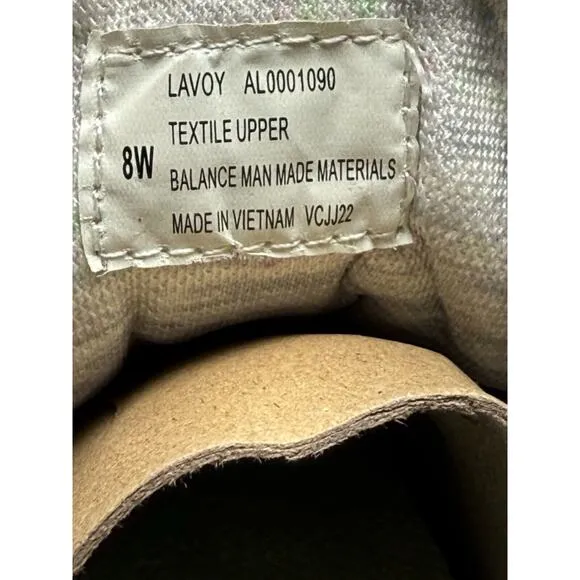 LAVOY AL0001090
TEXTILE UPPER
8W
BALANCE MAN MADE MATERIALS
MADE IN VIETNAM VCJJ22